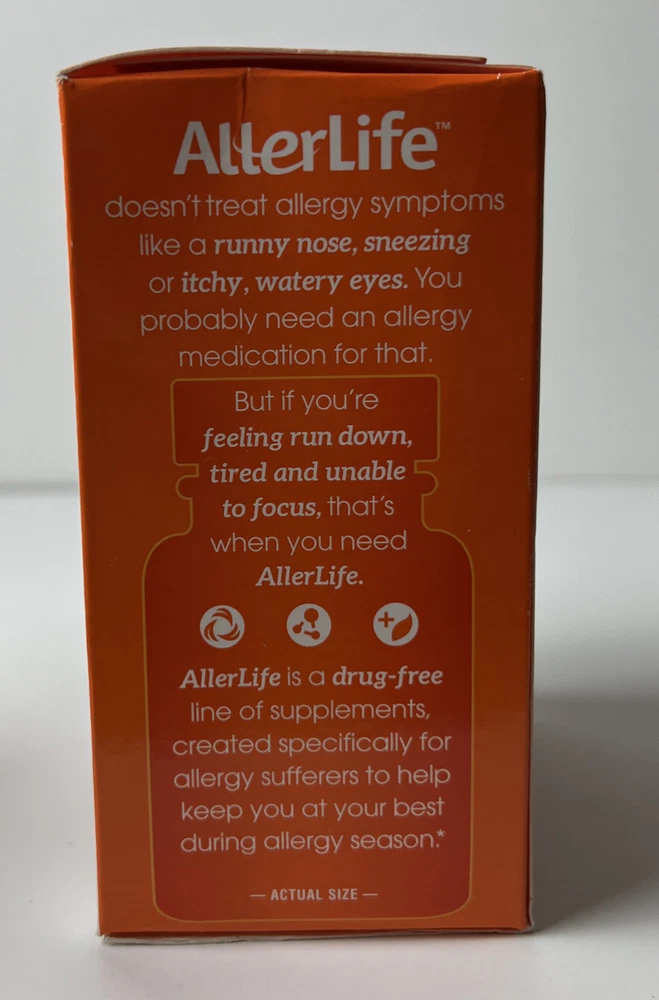 AllerLife™
doesn't treat allergy symptoms
like a runny nose, sneezing
or itchy, watery eyes. You
probably need an allergy
medication for that.
But if you're
feeling run down,
tired and unable
to focus, that's
when you need
AllerLife.
AllerLife is a drug-free
line of supplements,
created specifically for
allergy sufferers to help
keep you at your best
during allergy season.*
— ACTUAL SIZE —